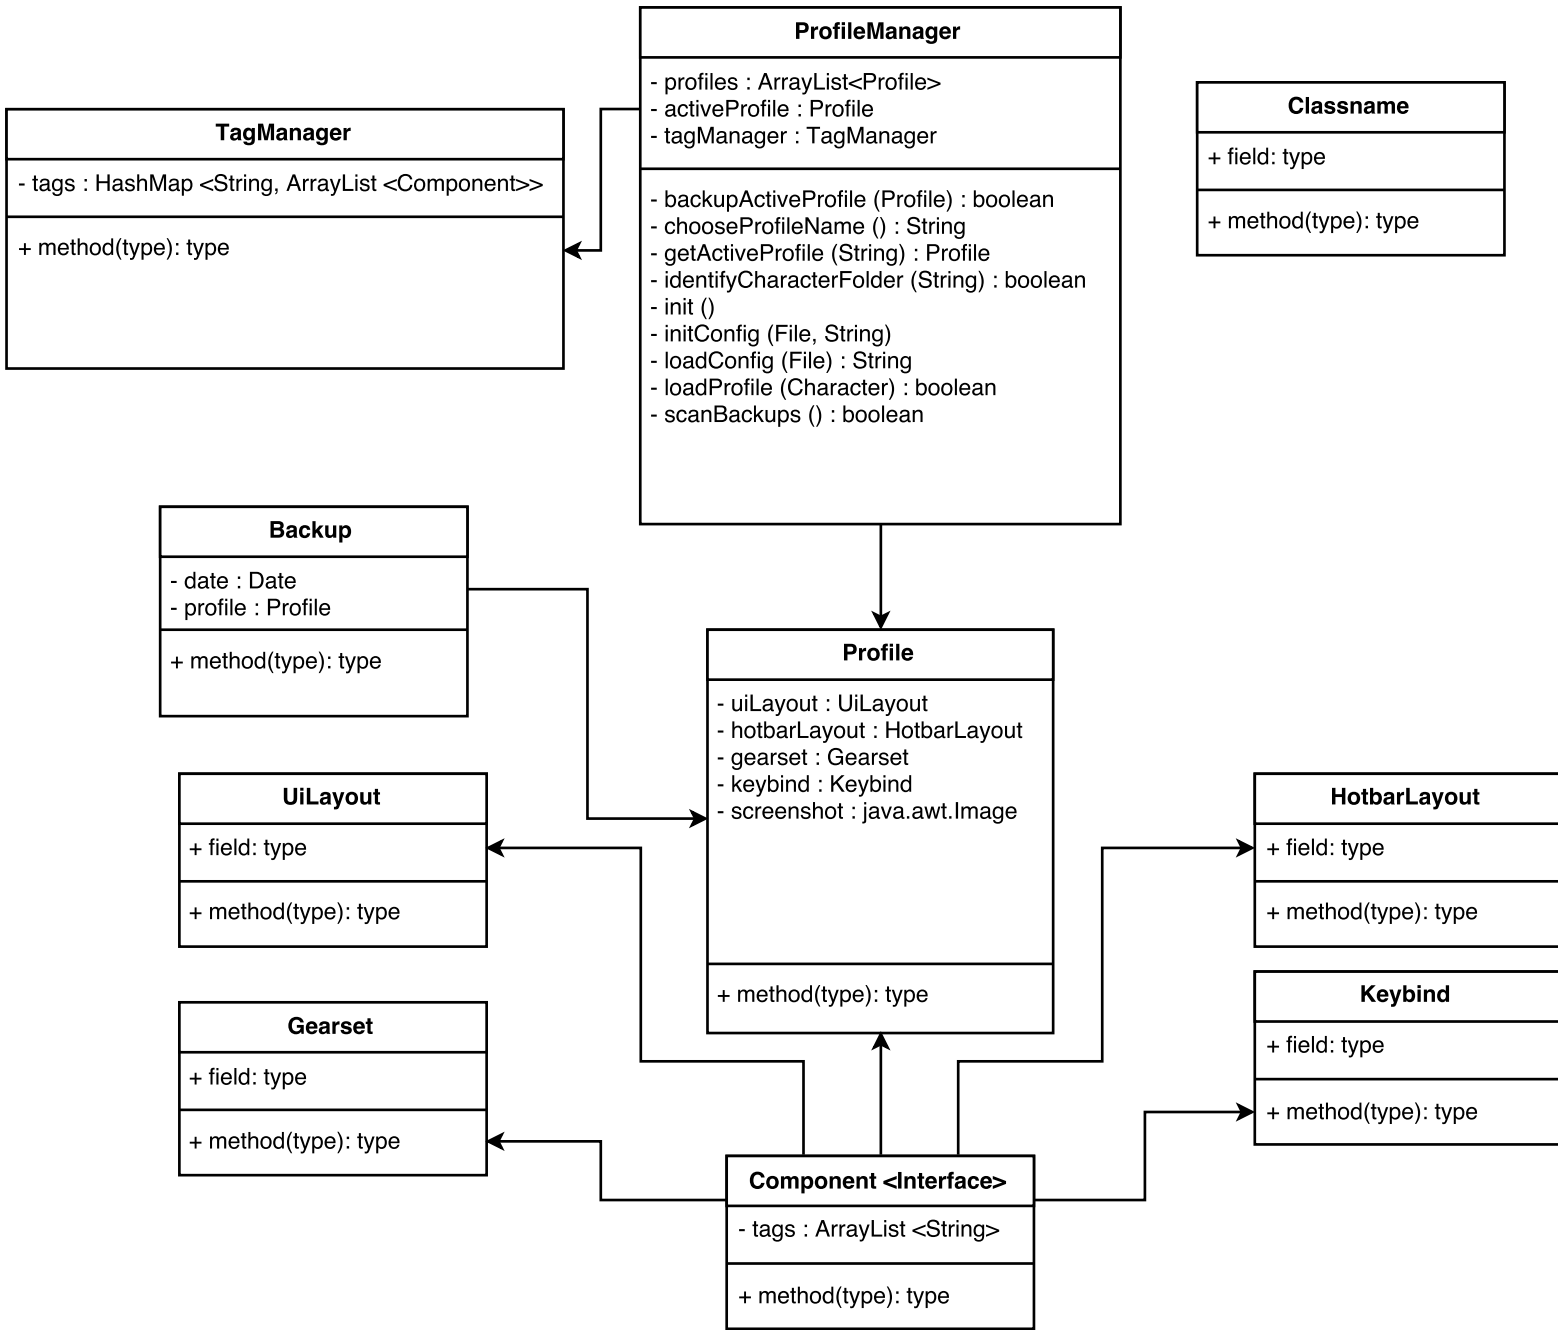 ProfileManager
- profiles : ArrayList<Profile>
- activeProfile : Profile
- tagManager : TagManager
- backupActiveProfile (Profile) : boolean
- chooseProfileName () : String
- getActiveProfile (String) : Profile
- identifyCharacterFolder (String) : boolean
- init ()
- initConfig (File, String)
- loadConfig (File) : String
- loadProfile (Character) : boolean
- scanBackups () : boolean
Classname
+ field: type
+ method(type): type
TagManager
- tags : HashMap <String, ArrayList <Component>>
+ method(type): type
Backup
- date : Date
- profile : Profile
+ method(type): type
Profile
- uiLayout : UiLayout
- hotbarLayout : HotbarLayout
- gearset : Gearset
- keybind : Keybind
- screenshot : java.awt.Image
+ method(type): type
UiLayout
+ field: type
+ method(type): type
HotbarLayout
+ field: type
+ method(type): type
Gearset
+ field: type
+ method(type): type
Keybind
+ field: type
+ method(type): type
Component <Interface>
- tags : ArrayList <String>
+ method(type): type